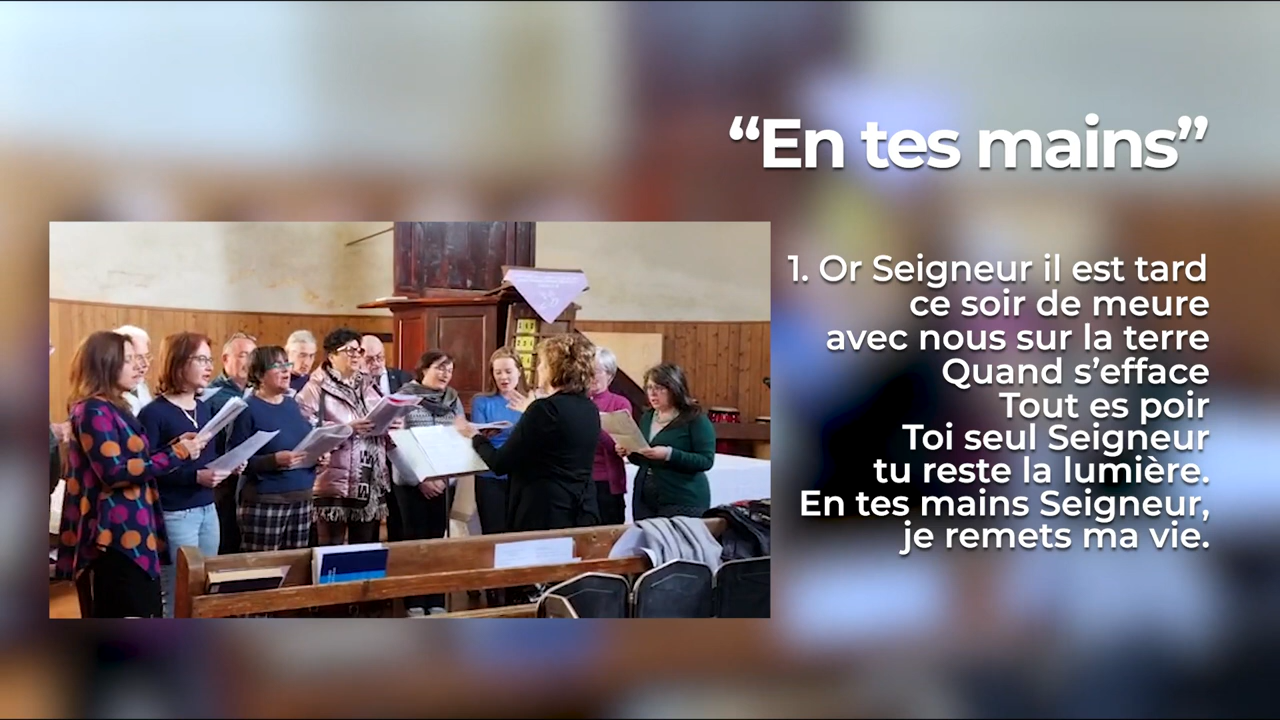 “En tes mains”
1. Or Seigneur il est tard
ce soir de meure
avec nous sur la terre
Quand s’efface
Tout es poir
Toi seul Seigneur
tu reste la lumière.
En tes mains Seigneur,
je remets ma vie.